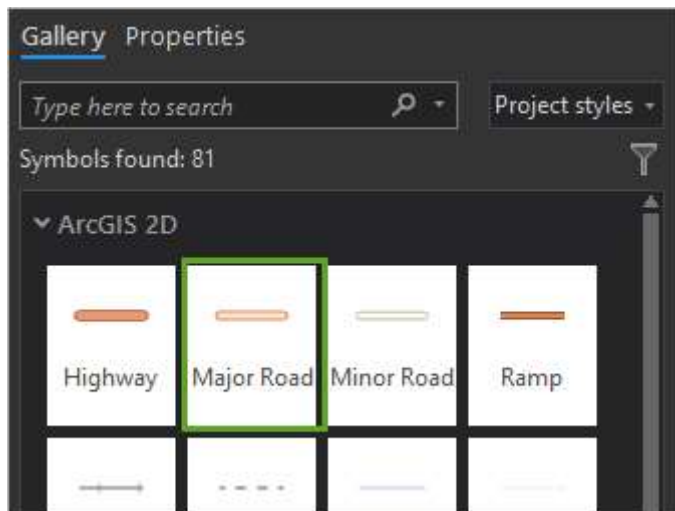 Gallery Properties
Type here to search
Project styles
Symbols found: 81
ArcGIS 2D
Highway
Major Road
Minor Road
Ramp